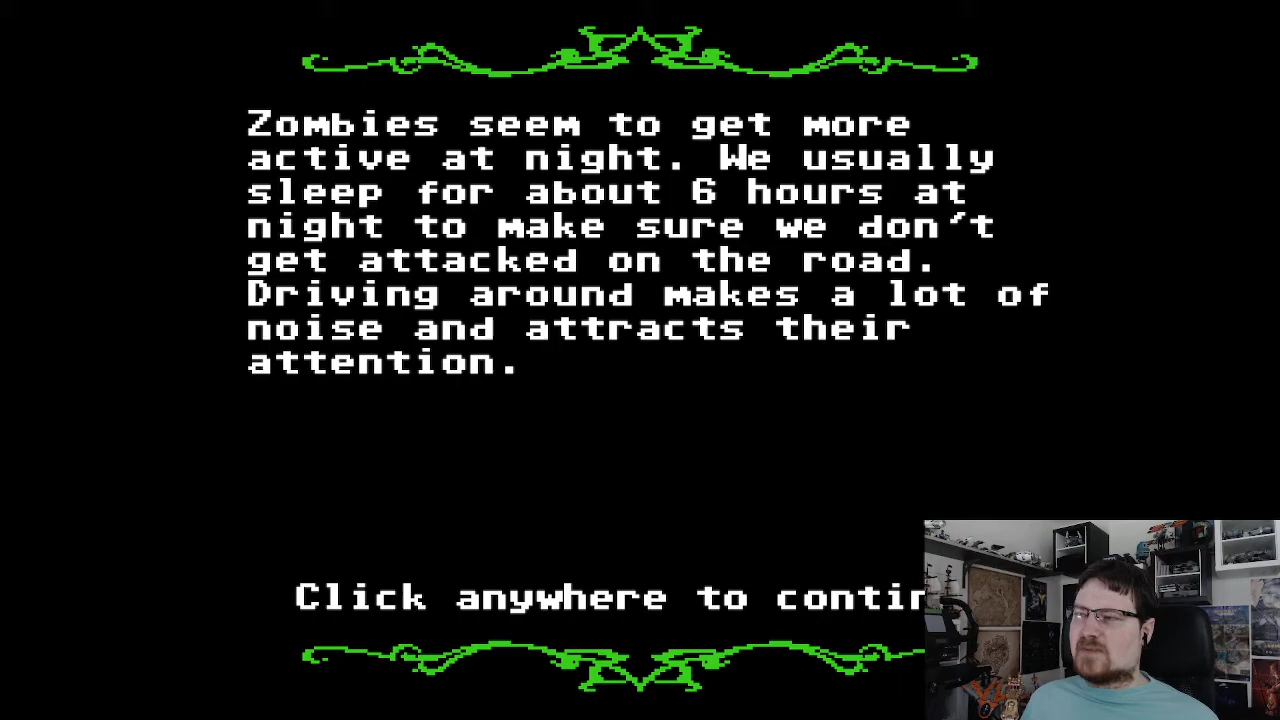 Zombies seem to get more
active at night. We usually
sleep for about 6 hours at
night to make sure we don't
get attacked on the road.
Driving around makes a lot of
noise and attracts their
attention.
Click anywhere to contin